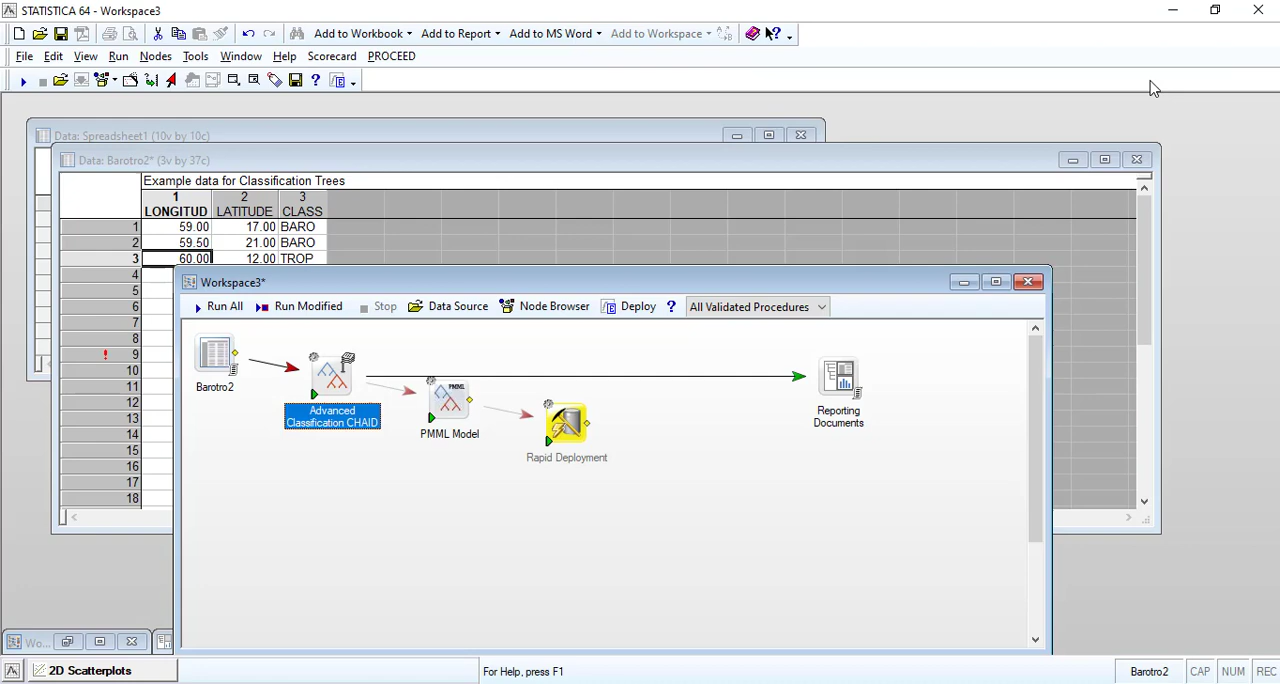 STATISTICA 64 - Workspace3
Add to Workbook Add to Report Add to MS Word Add to Workspace
File Edit View Run Nodes Tools Window Help Scorecard PROCEED
Data: Spreadsheet1 (10v by 10c)
Data: Barotro2* (3v by 37c)
Example data for Classification Trees
1 2 3
LONGITUD LATITUDE CLASS
1 59.00 17.00 BARO
2 59.50 21.00 BARO
3 60.00 12.00 TROP
4
5
6
7
8
9
10
11
12
13
14
15
16
17
18
Workspace3*
Run All Run Modified Stop Data Source Node Browser Deploy ? All Validated Procedures
Barotro2
Advanced
Classification CHAID
PMML
PMML Model
Rapid Deployment
Reporting
Documents
Wo...
2D Scatterplots
For Help, press F1
Barotro2 CAP NUM REC